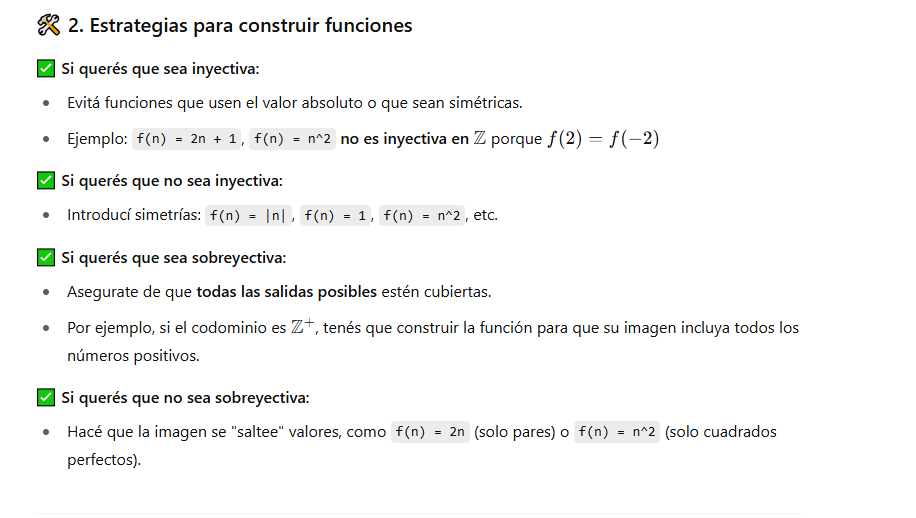 🛠 2. Estrategias para construir funciones
✅ Si querés que sea inyectiva:
• Evitá funciones que usen el valor absoluto o que sean simétricas.
• Ejemplo: f(n) = 2n + 1, f(n) = n^2 no es inyectiva en ℤ porque f(2) = f(−2)
✅ Si querés que no sea inyectiva:
• Introducí simetrías: f(n) = |n|, f(n) = 1, f(n) = n^2, etc.
✅ Si querés que sea sobreyectiva:
• Asegurate de que todas las salidas posibles estén cubiertas.
• Por ejemplo, si el codominio es ℤ⁺, tenés que construir la función para que su imagen incluya todos los
números positivos.
✅ Si querés que no sea sobreyectiva:
• Hacé que la imagen se "saltee" valores, como f(n) = 2n (solo pares) o f(n) = n^2 (solo cuadrados
perfectos).